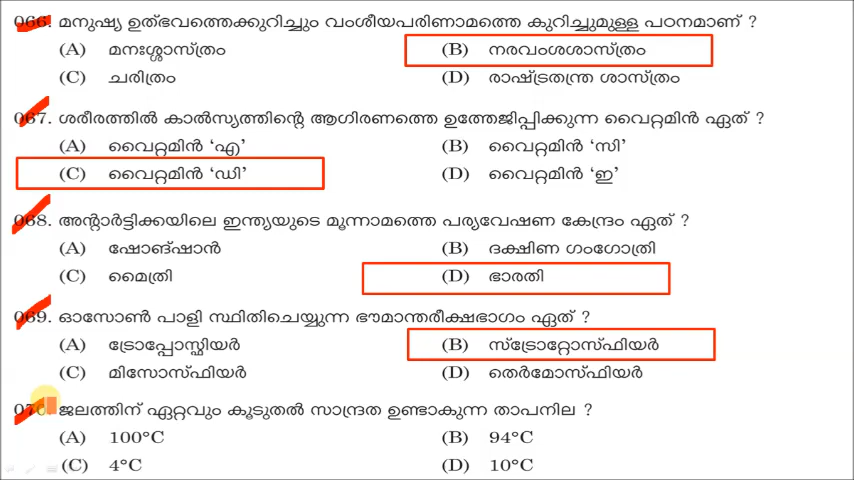 066. മനുഷ്യ ഉത്ഭവത്തെക്കുറിച്ചും വംശീയപരിണാമത്തെ കുറിച്ചുമുള്ള പഠനമാണ് ?
(A) മനഃശ്ശാസ്ത്രം (B) നരവംശശാസ്ത്രം
(C) ചരിത്രം (D) രാഷ്ട്രതന്ത്ര ശാസ്ത്രം
067. ശരീരത്തിൽ കാൽസ്യത്തിന്റെ ആഗിരണത്തെ ഉത്തേജിപ്പിക്കുന്ന വൈറ്റമിൻ ഏത് ?
(A) വൈറ്റമിൻ ‘എ’ (B) വൈറ്റമിൻ ‘സി’
(C) വൈറ്റമിൻ ‘ഡി’ (D) വൈറ്റമിൻ ‘ഇ’
068. അന്റാർട്ടിക്കയിലെ ഇന്ത്യയുടെ മൂന്നാമത്തെ പര്യവേഷണ കേന്ദ്രം ഏത് ?
(A) ഷോങ്ഷാൻ (B) ദക്ഷിണ ഗംഗോത്രി
(C) മൈത്രി (D) ഭാരതി
069. ഓസോൺ പാളി സ്ഥിതിചെയ്യുന്ന ഭൗമാന്തരീക്ഷഭാഗം ഏത് ?
(A) ട്രോപ്പോസ്ഫിയർ (B) സ്ട്രോറ്റോസ്ഫിയർ
(C) മിസോസ്ഫിയർ (D) തെർമോസ്ഫിയർ
070. ജലത്തിന് ഏറ്റവും കൂടുതൽ സാന്ദ്രത ഉണ്ടാകുന്ന താപനില ?
(A) 100°C (B) 94°C
(C) 4°C (D) 10°C